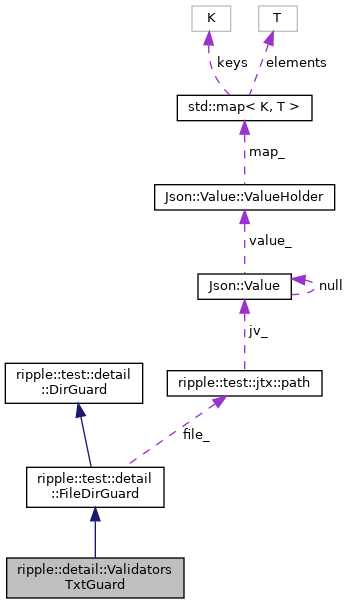 K
T
keys
elements
std::map< K, T >
map_
Json::Value::ValueHolder
value_
Json::Value
null
jv_
ripple::test::detail
::DirGuard
ripple::test::jtx::path
file_
ripple::test::detail
::FileDirGuard
ripple::detail::Validators
TxtGuard